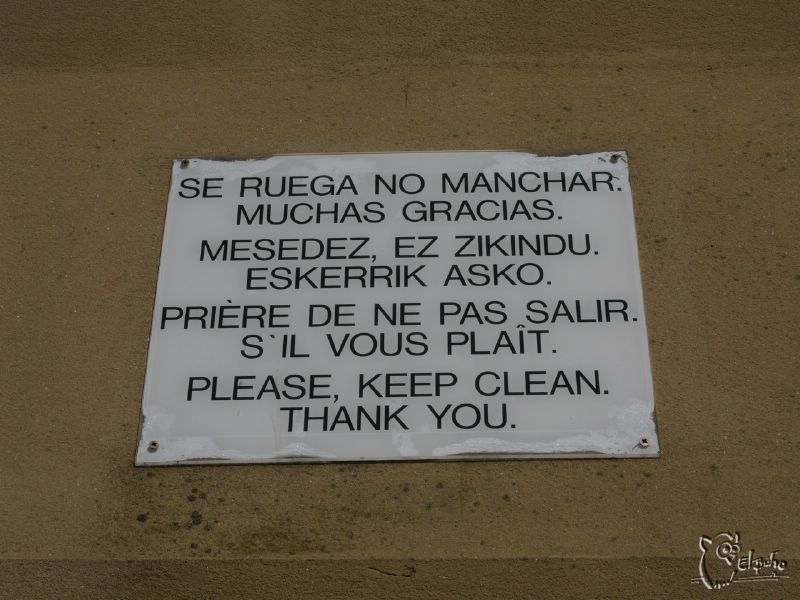 SE RUEGA NO MANCHAR.
MUCHAS GRACIAS.
MESEDEZ, EZ ZIKINDU.
ESKERRIK ASKO.
PRIÈRE DE NE PAS SALIR.
S`IL VOUS PLAÎT.
PLEASE, KEEP CLEAN.
THANK YOU.